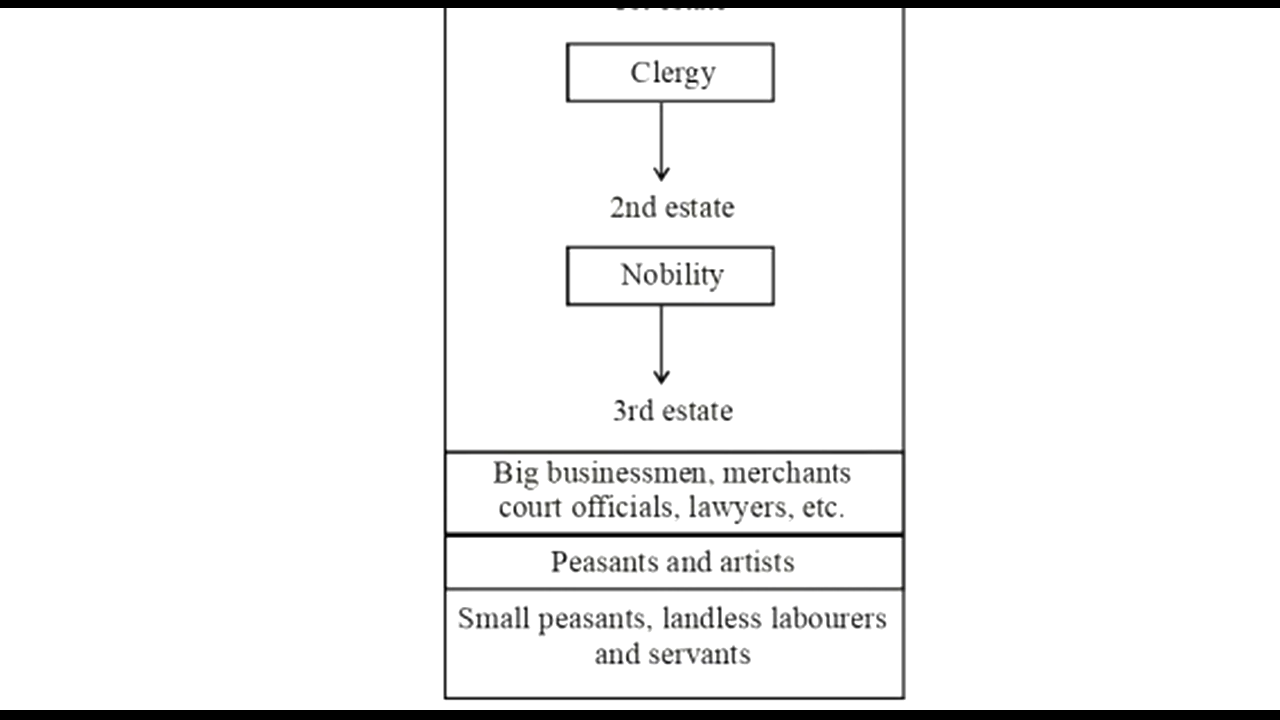 Clergy
2nd estate
Nobility
3rd estate
Big businessmen, merchants
court officials, lawyers, etc.
Peasants and artists
Small peasants, landless labourers
and servants